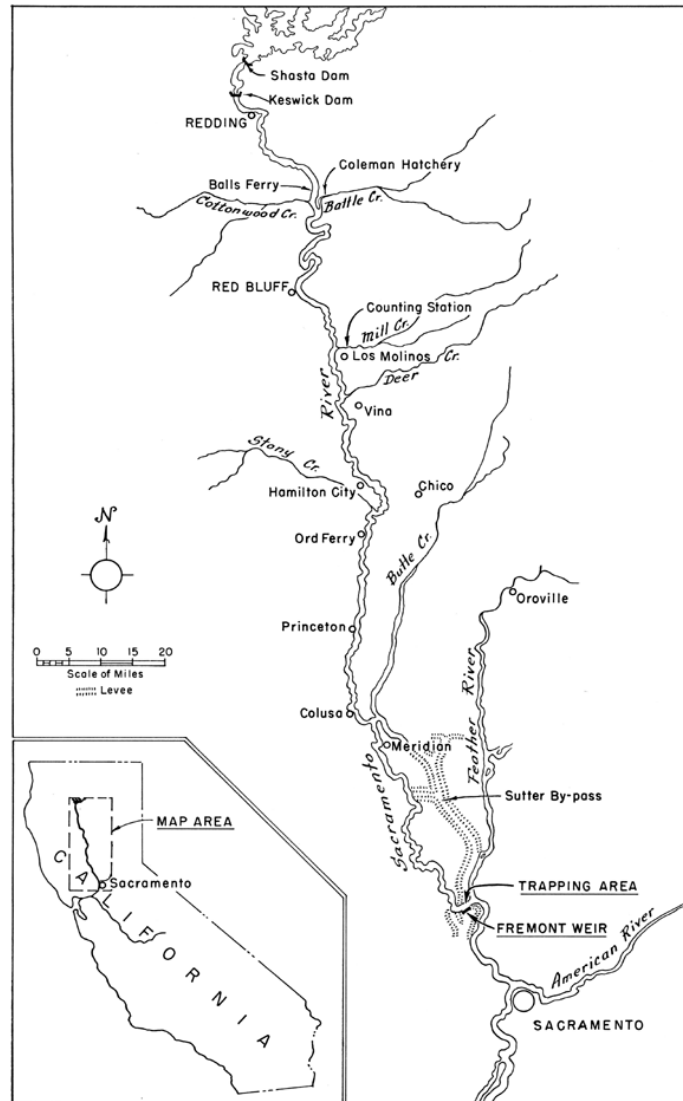 Shasta Dam
Keswick Dam
REDDING
Coleman Hatchery
Balls Ferry
Battle Cr.
Cottonwood Cr.
RED BLUFF
Counting Station
Mill Cr.
Los Molinos
Deer Cr.
River
Vina
Stony Cr.
Hamilton City
Chico
N
Ord Ferry
Butte Cr.
Oroville
Princeton
0 5 10 15 20
Scale of Miles
Levee
Feather River
Colusa
Meridian
Sacramento
Sutter By-pass
MAP AREA
Sacramento
CALIFORNIA
TRAPPING AREA
FREMONT WEIR
American River
SACRAMENTO